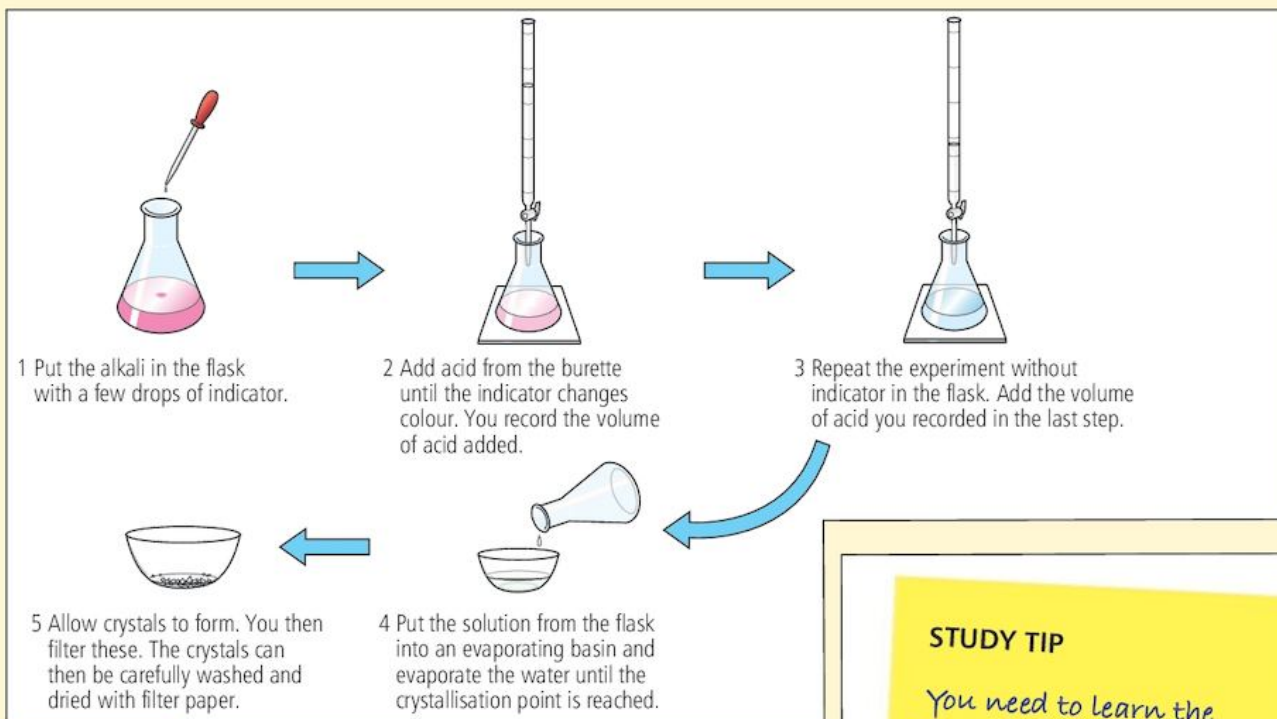 1 Put the alkali in the flask
with a few drops of indicator.
2 Add acid from the burette
until the indicator changes
colour. You record the volume
of acid added.
3 Repeat the experiment without
indicator in the flask. Add the volume
of acid you recorded in the last step.
4 Put the solution from the flask
into an evaporating basin and
evaporate the water until the
crystallisation point is reached.
5 Allow crystals to form. You then
filter these. The crystals can
then be carefully washed and
dried with filter paper.
STUDY TIP
You need to learn the